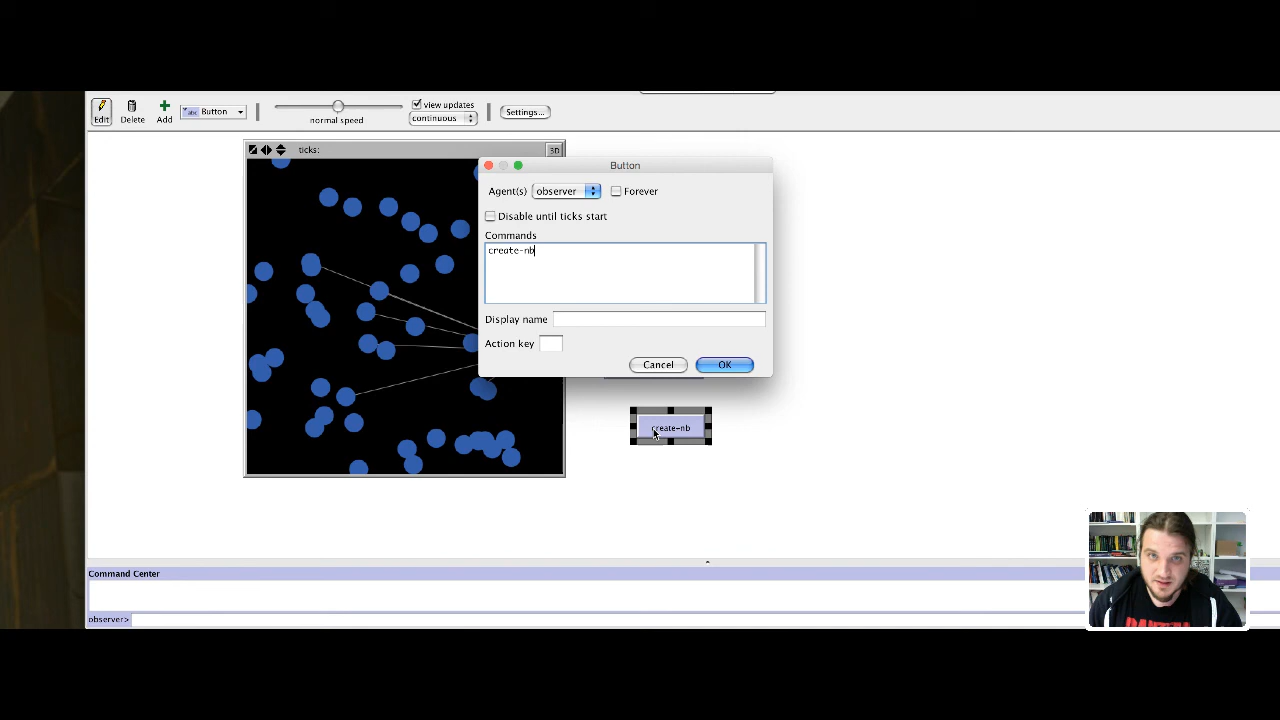 Edit
Delete
Add
abc Button
normal speed
view updates
continuous
Settings...
ticks:
3D
Button
Agent(s) observer Forever
Disable until ticks start
Commands
create-nb
Display name
Action key
Cancel OK
create-nb
Command Center
observer>